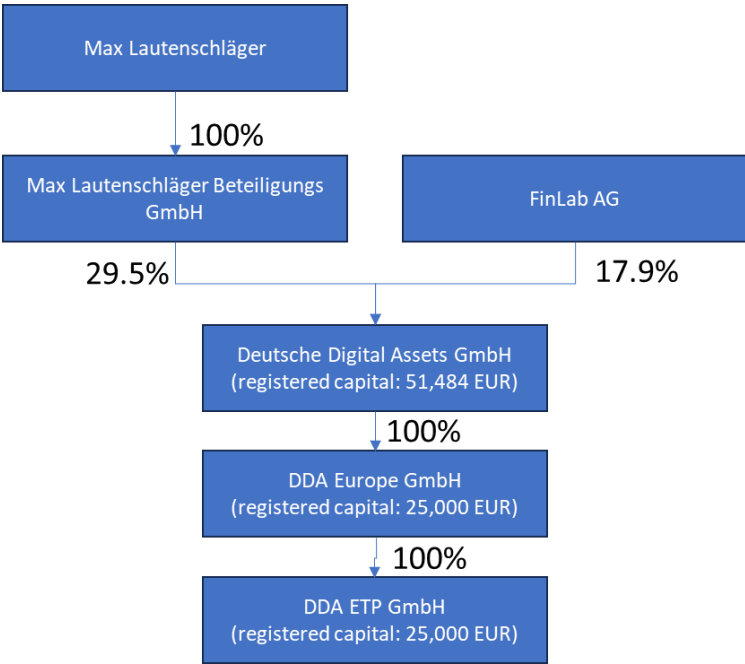 Max Lautenschläger
100%
Max Lautenschläger Beteiligungs
GmbH
FinLab AG
29.5%
17.9%
Deutsche Digital Assets GmbH
(registered capital: 51,484 EUR)
100%
DDA Europe GmbH
(registered capital: 25,000 EUR)
100%
DDA ETP GmbH
(registered capital: 25,000 EUR)